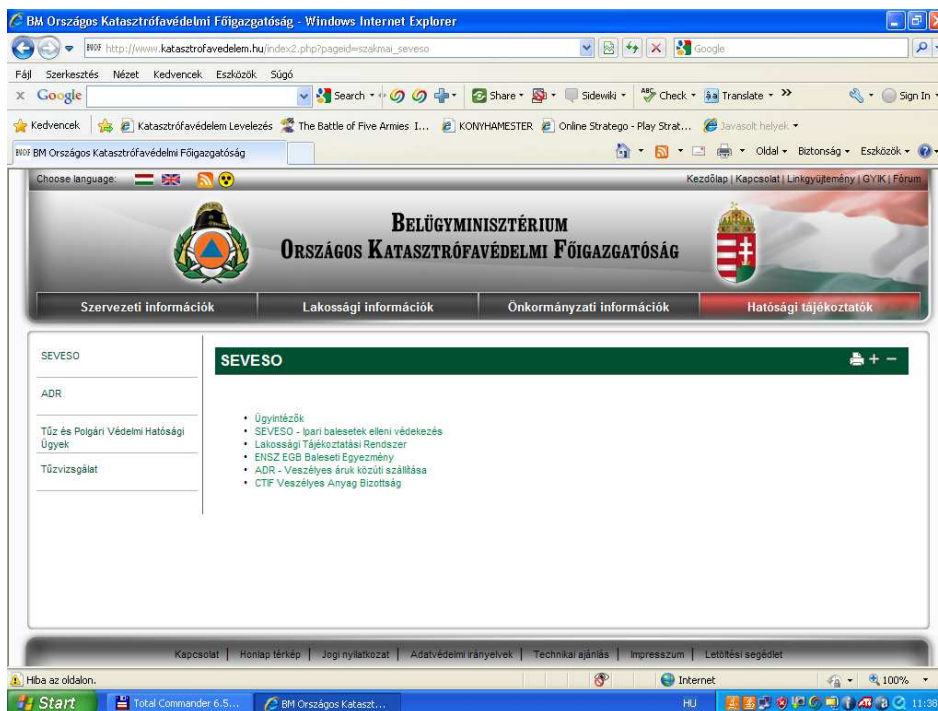 BM Országos Katasztrófavédelmi Főigazgatóság - Windows Internet Explorer
http://www.katasztrofavedelem.hu/index2.php?pageid=szakmai_seveso
Google
Fájl Szerkesztés Nézet Kedvencek Eszközök Súgó
Google Search Share Sidewiki Check Translate Sign In
Kedvencek Katasztrófavédelem Levelezés The Battle of Five Armies I... KONYHAMESTER Online Stratego - Play Strat... Javasolt helyek
BM Országos Katasztrófavédelmi Főigazgatóság
Oldal Biztonság Eszközök
Choose language:
Kezdőlap | Kapcsolat | Linkgyűjtemény | GYIK | Fórum
BELÜGYMINISZTÉRIUM
ORSZÁGOS KATASZTRÓFAVÉDELMI FŐIGAZGATÓSÁG
Szervezeti információk Lakossági információk Önkormányzati információk Hatósági tájékoztatók
SEVESO
ADR
Tűz és Polgári Védelmi Hatósági
Ügyek
Tűzvizsgálat
SEVESO
• Ügyintézők
• SEVESO - Ipari balesetek elleni védekezés
• Lakossági Tájékoztatási Rendszer
• ENSZ EGB Baleseti Egyezmény
• ADR - Veszélyes áruk közúti szállítása
• CTIF Veszélyes Anyag Bizottság
Kapcsolat | Honlap térkép | Jogi nyilatkozat | Adatvédelmi irányelvek | Technikai ajánlás | Impresszum | Letöltési segédlet
Hiba az oldalon.
Internet
100%
Start
Total Commander 6.5...
BM Országos Kataszt...
HU
11:38